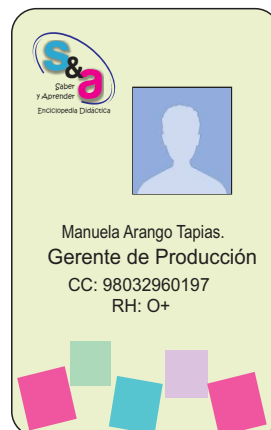 s&a
Saber
y Aprender
Enciclopedia Didáctica
Manuela Arango Tapias.
Gerente de Producción
CC: 98032960197
RH: O+